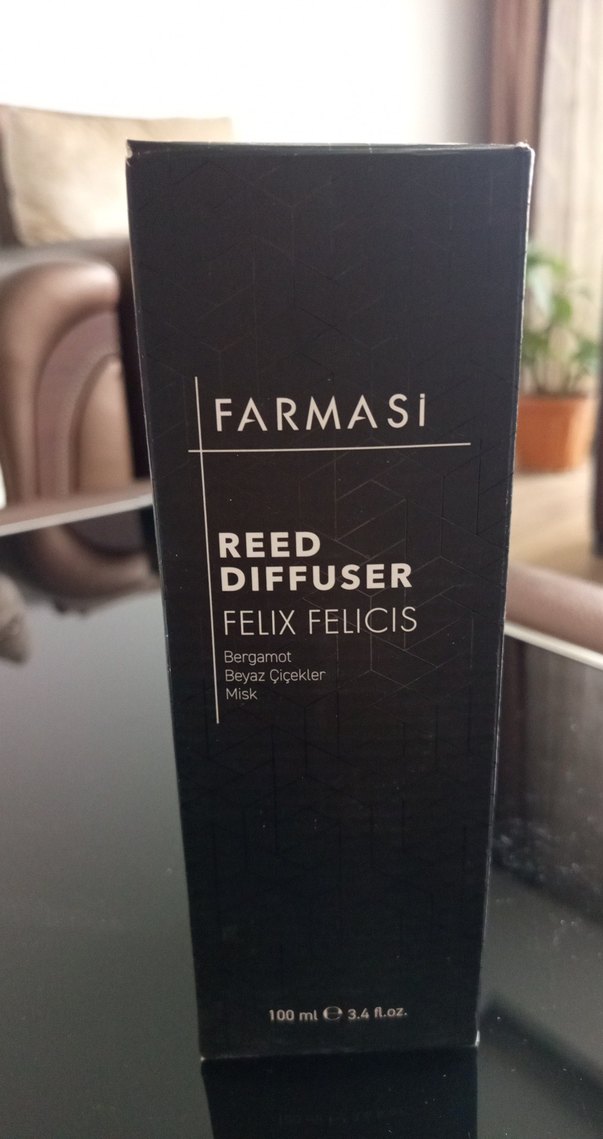 FARMASi
REED
DIFFUSER
FELIX FELICIS
Bergamot
Beyaz Çiçekler
Misk
100 ml ℮ 3.4 fl.oz.